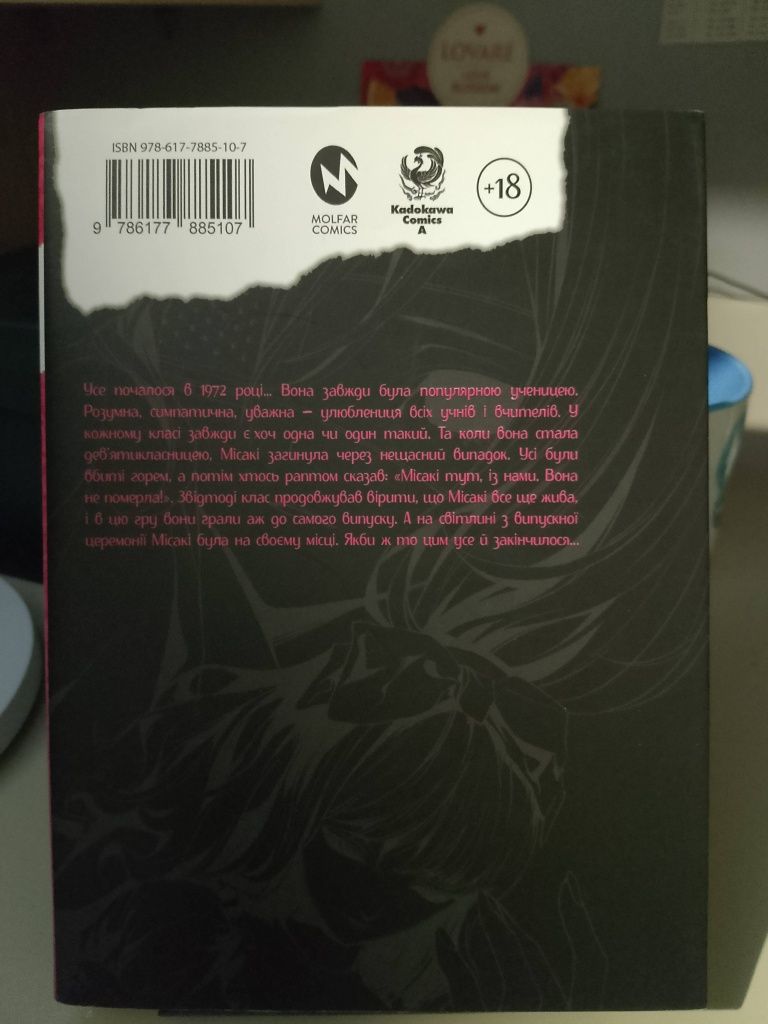 LOVARE
ISBN 978-617-7885-10-7
9 786177 885107
MOLFAR
COMICS
Kadokawa
Comics
A
+18
Усе почалося в 1972 році... Вона завжди була популярною ученицею.
Розумна, симпатична, уважна – улюблениця всіх учнів і вчителів. У
кожному класі завжди є хоч одна чи один такий. Та коли вона стала
дев'ятикласницею, Місакі загинула через нещасний випадок. Усі були
вбиті горем, а потім хтось раптом сказав: «Місакі тут, із нами. Вона
не померла!». Звідтоді клас продовжував вірити, що Місакі все ще жива,
і в цю гру вони грали аж до самого випуску. А на світлині з випускної
церемонії Місакі була на своєму місці. Якби ж то цим усе й закінчилося...